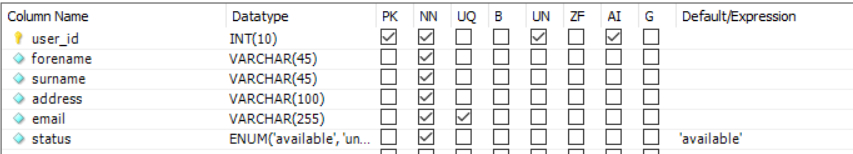 Column Name Datatype PK NN UQ B UN ZF AI G Default/Expression
user_id INT(10)
forename VARCHAR(45)
surname VARCHAR(45)
address VARCHAR(100)
email VARCHAR(255)
status ENUM('available', 'un... 'available'